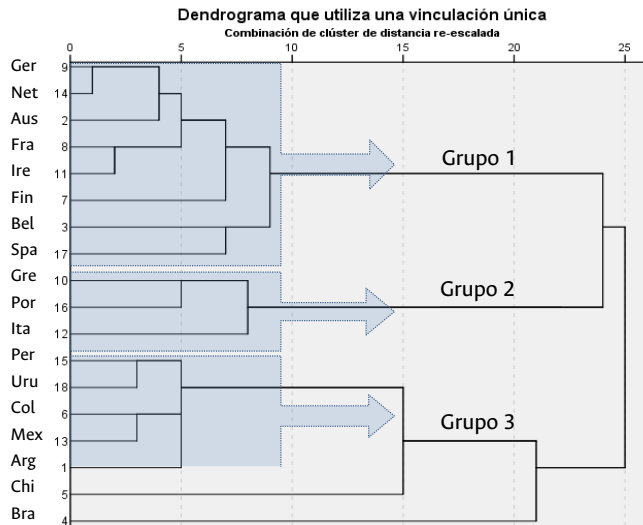 Dendrograma que utiliza una vinculación única
Combinación de clúster de distancia re-escalada
0 5 10 15 20 25
Ger 9
Net 14
Aus 2
Fra 8
Grupo 1
Ire 11
Fin 7
Bel 3
Spa 17
Gre 10
Grupo 2
Por 16
Ita 12
Per 15
Uru 18
Col 6
Grupo 3
Mex 13
Arg 1
Chi 5
Bra 4